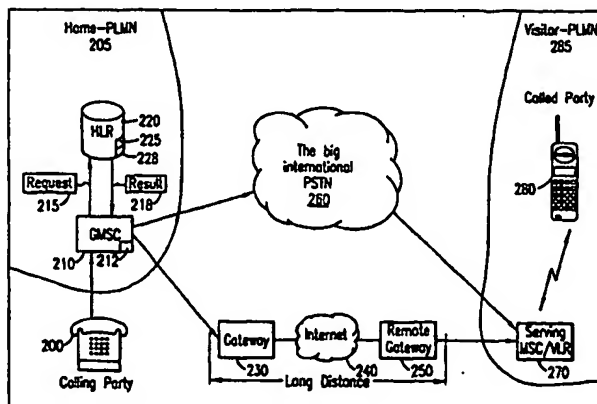 Home-PLMN
205
Visitor-PLMN
285
HLR
220
225
228
Called Party
280
The big
international
PSTN
260
Request
215
Result
218
GMSC
210
212
200
Calling Party
Gateway
230
Internet
240
Remote
Gateway
250
Serving
MSC/VLR
270
Long Distance